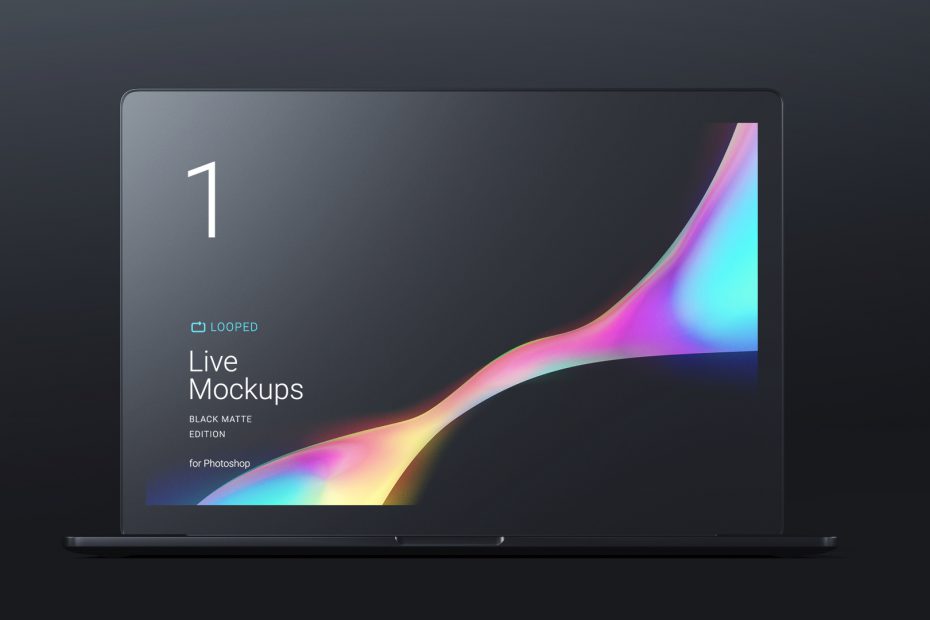 1
LOOPED
Live
Mockups
BLACK MATTE
EDITION
for Photoshop